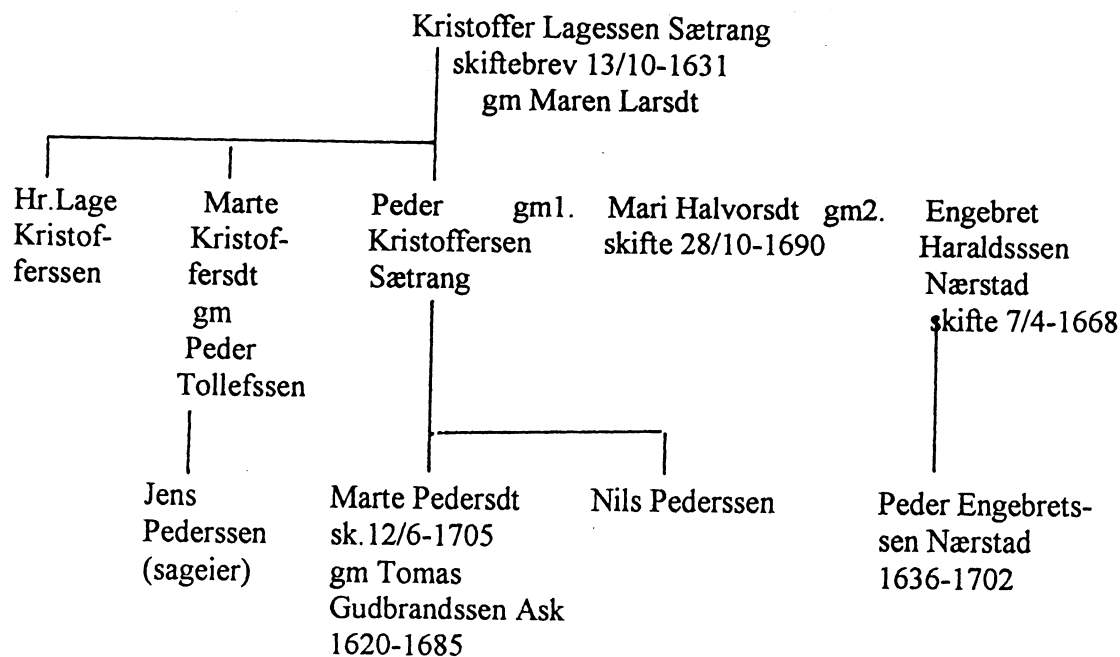 Kristoffer Lagessen Sætrang
skiftebrev 13/10-1631
gm Maren Larsdt
Hr.Lage
Kristof-
ferssen
Marte
Kristof-
fersdt
gm
Peder
Tollefssen
Peder gm1.
Kristoffersen
Sætrang
Mari Halvorsdt gm2.
skifte 28/10-1690
Engebret
Haraldsssen
Nærstad
skifte 7/4-1668
Jens
Pederssen
(sageier)
Marte Pedersdt
sk.12/6-1705
gm Tomas
Gudbrandssen Ask
1620-1685
Nils Pederssen
Peder Engebrets-
sen Nærstad
1636-1702